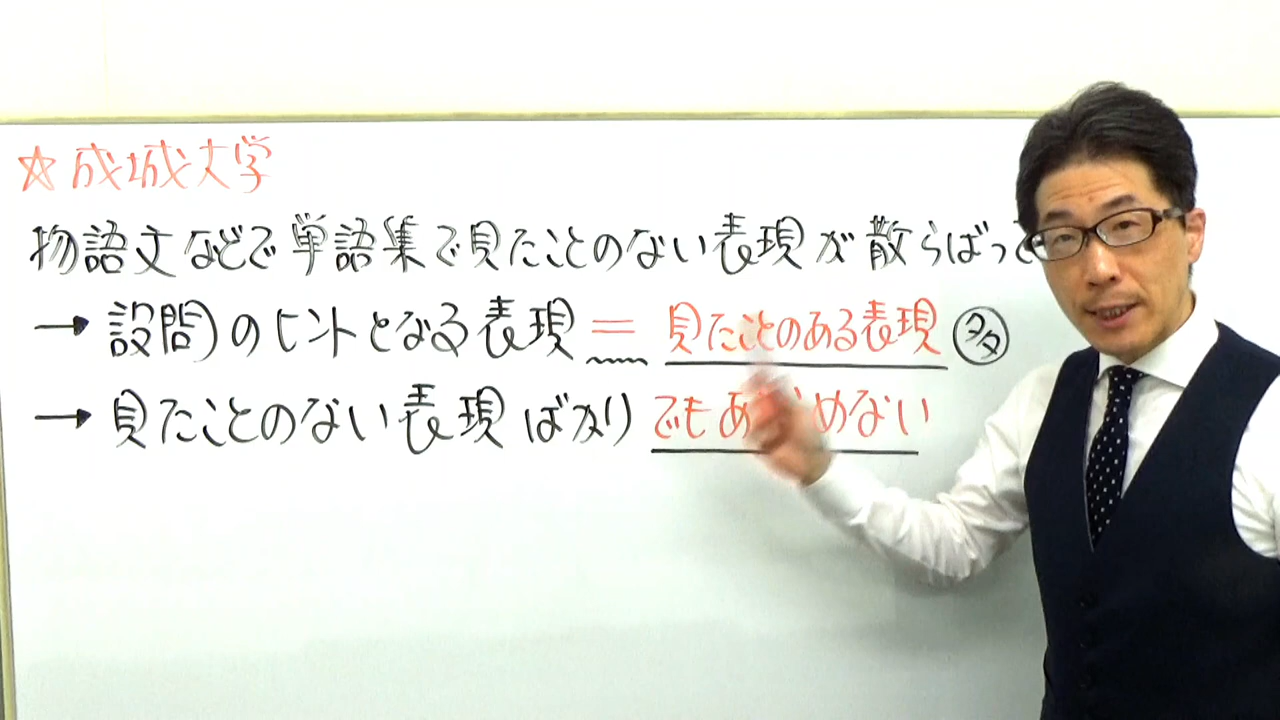 ☆成城大学
物語文などで単語集で見たことのない表現が散らばって
→ 設問のヒントとなる表現＝見たことのある表現 多
→ 見たことのない表現ばかりでもあ めない